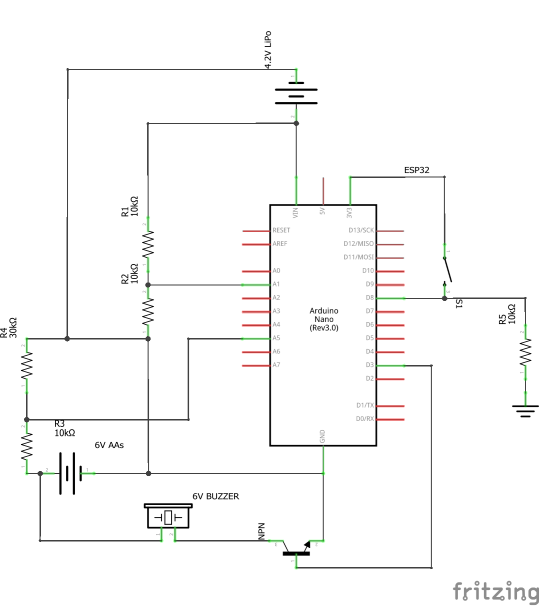 4.2V LiPo
ESP32
VIN
5V
3V3
R1
10kΩ
RESET
D13/SCK
AREF
D12/MISO
D11/MOSI
R2
10kΩ
A0
D10
A1
D9
A2
D8
S1
A3
D7
Arduino
Nano
(Rev3.0)
A4
D6
R5
10kΩ
R4
30kΩ
A5
D5
A6
D4
A7
D3
D2
D1/TX
D0/RX
R3
10kΩ
GND
6V AAs
6V BUZZER
NPN
fritzing